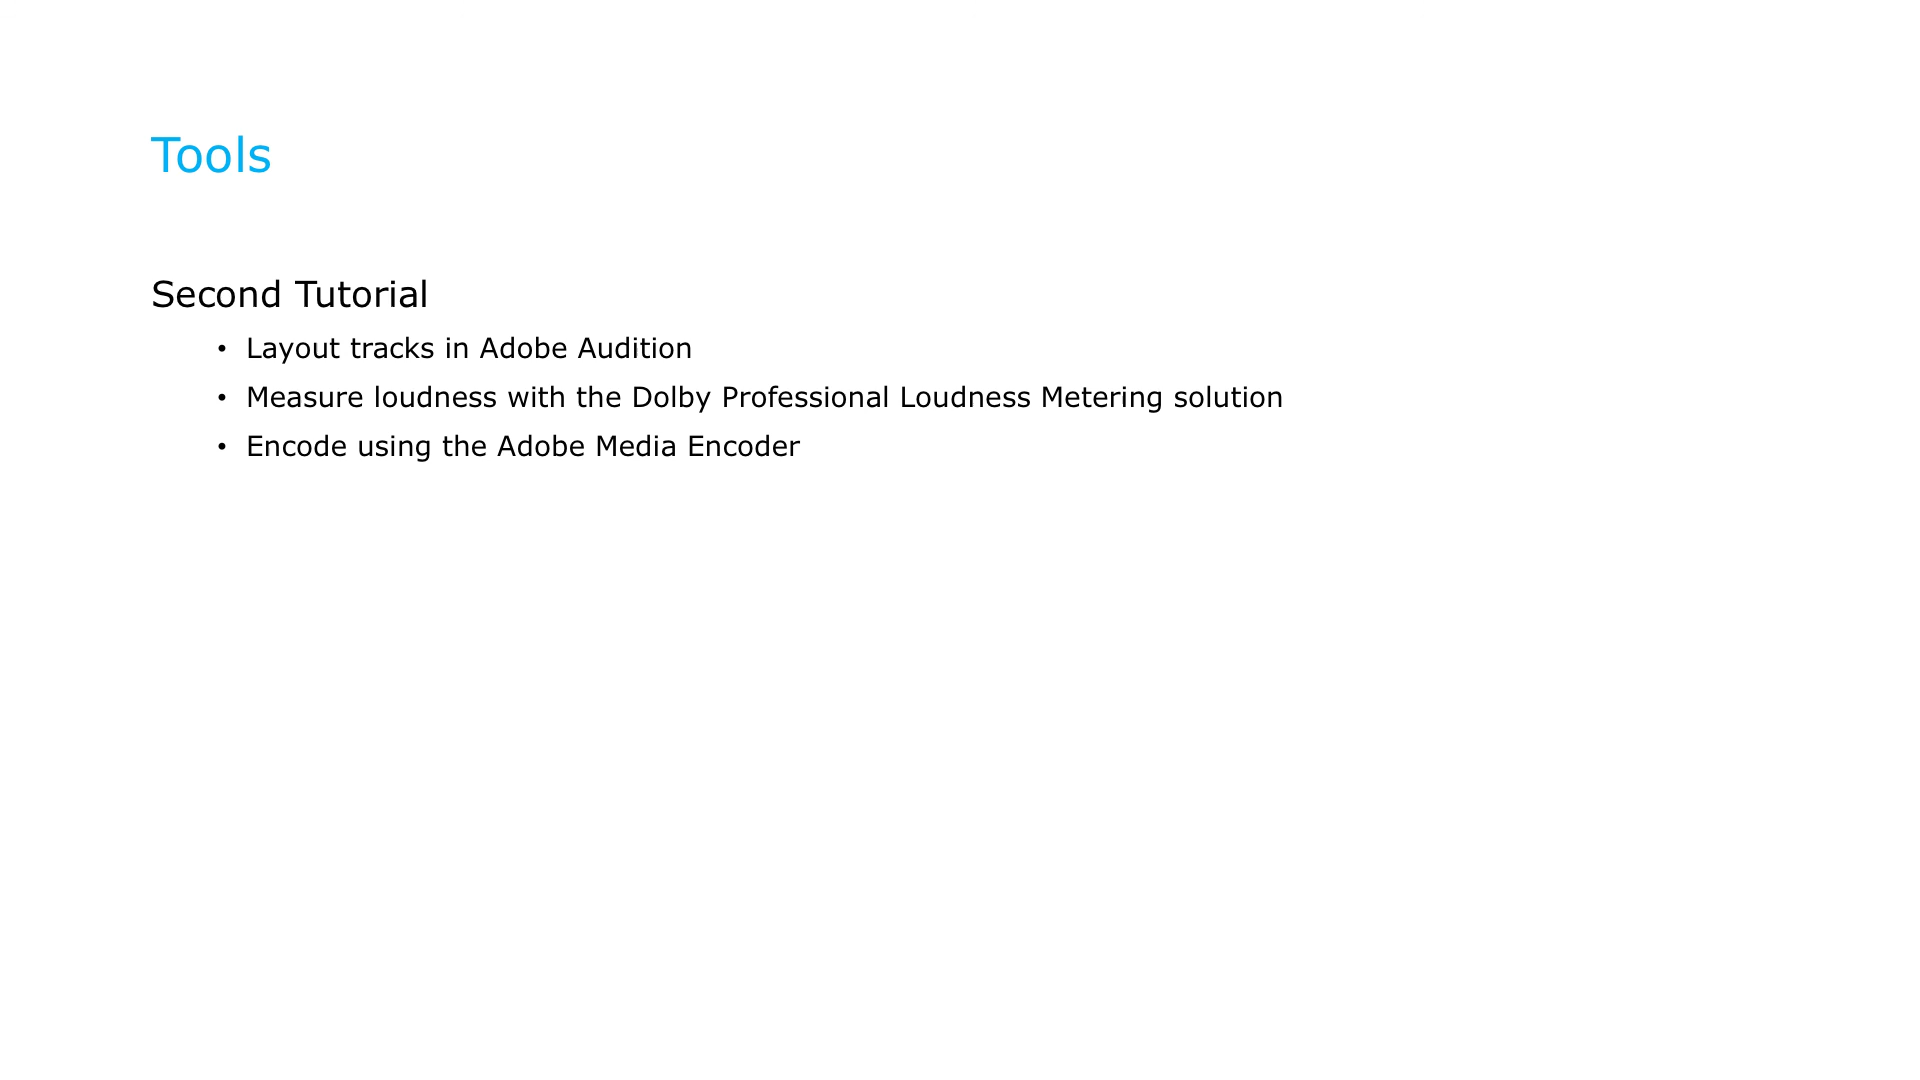 Tools
Second Tutorial
• Layout tracks in Adobe Audition
• Measure loudness with the Dolby Professional Loudness Metering solution
• Encode using the Adobe Media Encoder